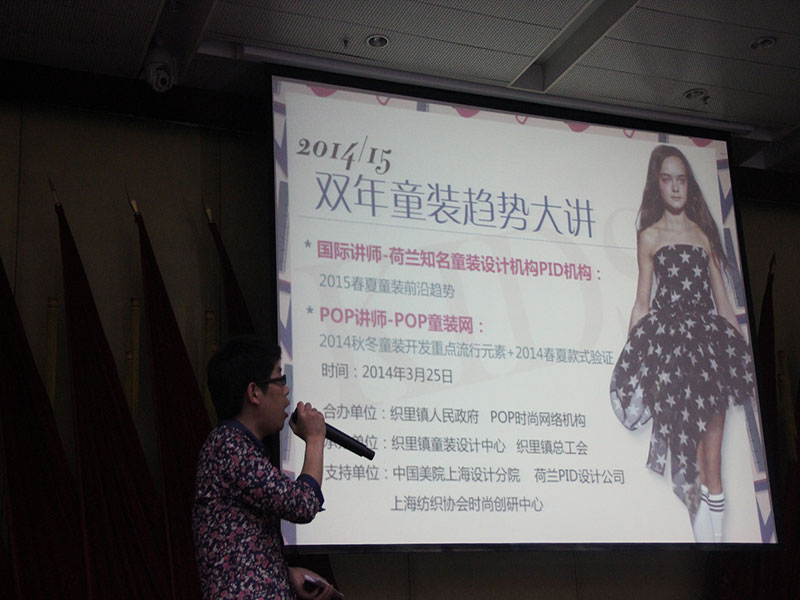 2014/15
双年童装趋势大讲
* 国际讲师-荷兰知名童装设计机构PID机构：
2015春夏童装前沿趋势
* POP讲师-POP童装网：
2014秋冬童装开发重点流行元素+2014春夏款式验证
时间：2014年3月25日
合办单位：织里镇人民政府 POP时尚网络机构
单位：织里镇童装设计中心 织里镇总工会
支持单位：中国美院上海设计分院 荷兰PID设计公司
上海纺织协会时尚创研中心
KIDS